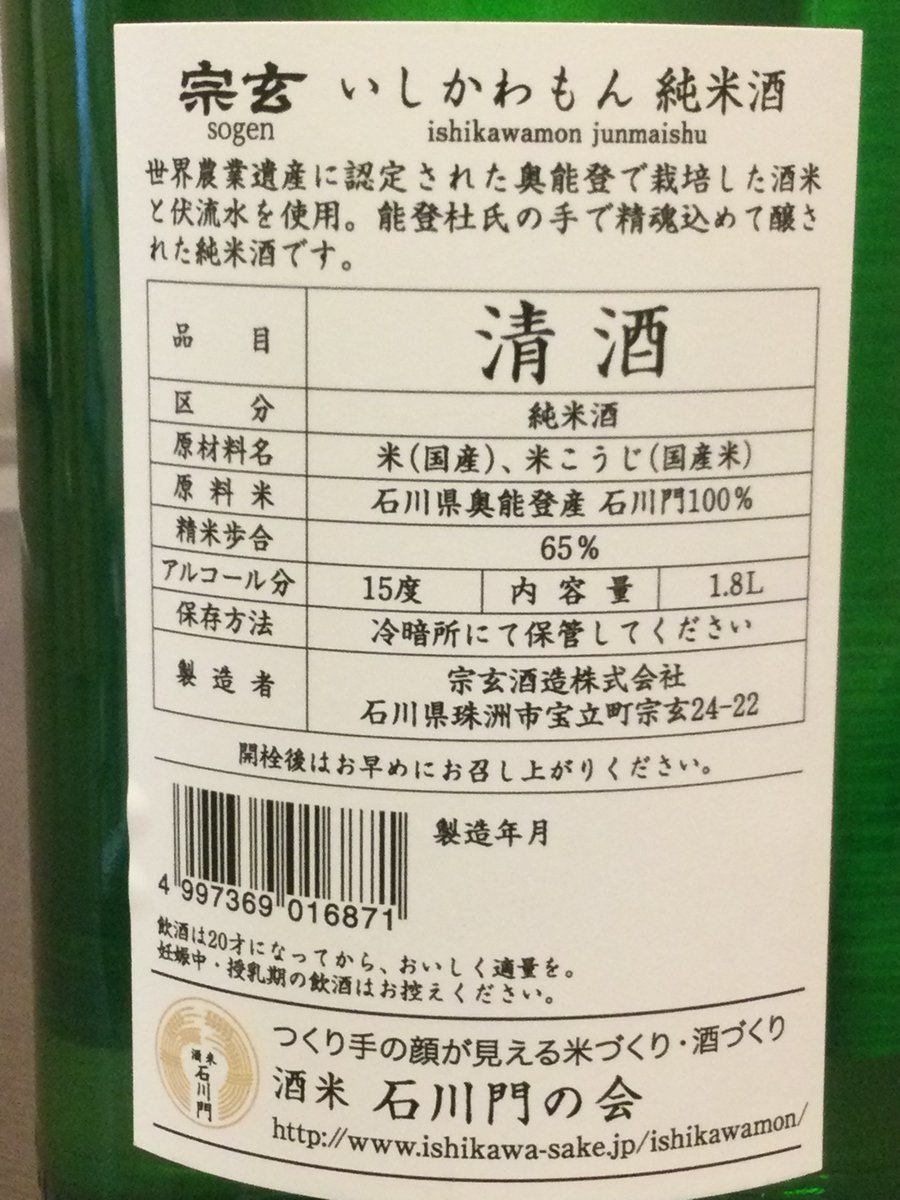 宗玄 いしかわもん 純米酒
sogen ishikawamon junmaishu
世界農業遺産に認定された奥能登で栽培した酒米
と伏流水を使用。能登杜氏の手で精魂込めて醸さ
れた純米酒です。
品目 清酒
区分 純米酒
原材料名 米(国産)、米こうじ(国産米)
原料米 石川県奥能登産 石川門100%
精米歩合 65%
アルコール分 15度 内容量 1.8L
保存方法 冷暗所にて保管してください
製造者 宗玄酒造株式会社
石川県珠洲市宝立町宗玄24-22
開栓後はお早めにお召し上がりください。
製造年月
4 997369 016871
飲酒は20才になってから、おいしく適量を。
妊娠中・授乳期の飲酒はお控えください。
つくり手の顔が見える米づくり・酒づくり
酒米 石川門
酒米 石川門の会
http://www.ishikawa-sake.jp/ishikawamon/